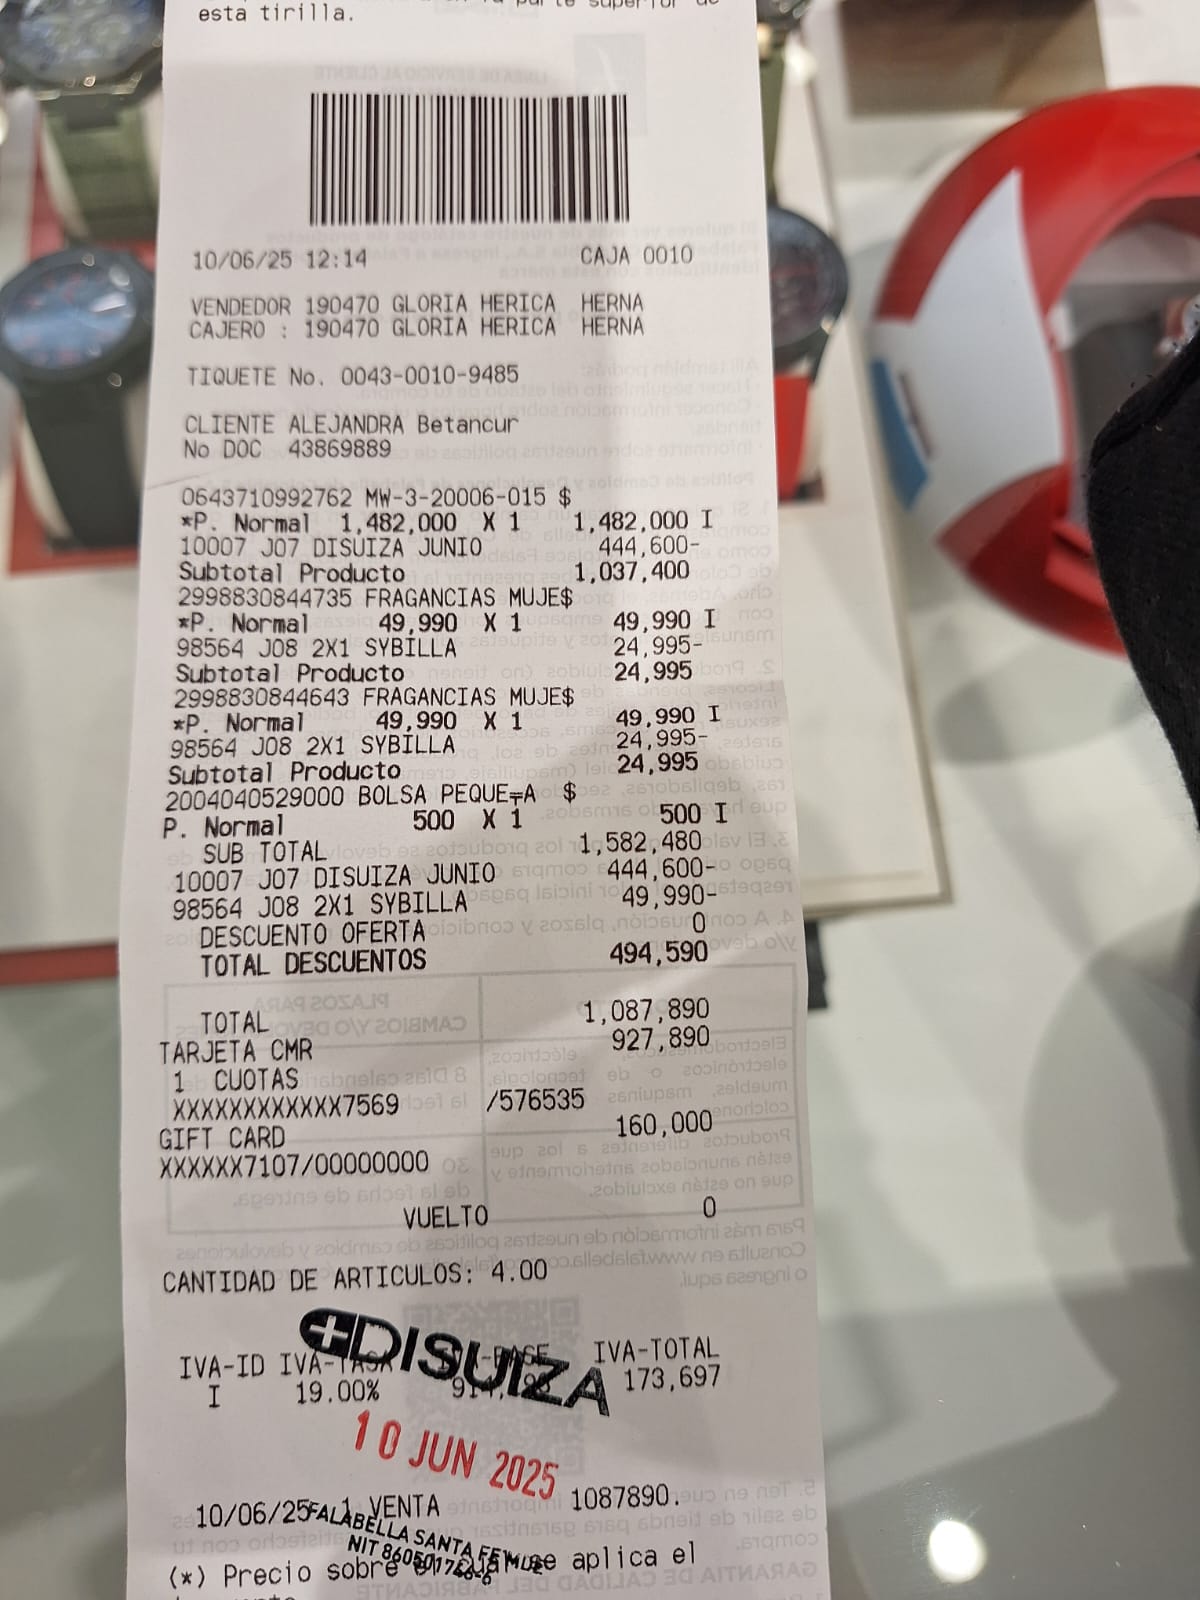 esta tirilla.
10/06/25 12:14 CAJA 0010
VENDEDOR 190470 GLORIA HERICA HERNA
CAJERO : 190470 GLORIA HERICA HERNA
TIQUETE No. 0043-0010-9485
CLIENTE ALEJANDRA Betancur
No DOC 43869889
0643710992762 MW-3-20006-015 $
*P. Normal 1,482,000 X 1 1,482,000 I
10007 J07 DISUIZA JUNIO 444,600-
Subtotal Producto 1,037,400
2998830844735 FRAGANCIAS MUJE$
*P. Normal 49,990 X 1 49,990 I
98564 J08 2X1 SYBILLA 24,995-
Subtotal Producto 24,995
2998830844643 FRAGANCIAS MUJE$
*P. Normal 49,990 X 1 49,990 I
98564 J08 2X1 SYBILLA 24,995-
Subtotal Producto 24,995
2004040529000 BOLSA PEQUE╤A $
P. Normal 500 X 1 500 I
SUB TOTAL 1,582,480
10007 J07 DISUIZA JUNIO 444,600-
98564 J08 2X1 SYBILLA 49,990-
DESCUENTO OFERTA 0
TOTAL DESCUENTOS 494,590
TOTAL 1,087,890
TARJETA CMR 927,890
1 CUOTAS
XXXXXXXXXXXX7569 /576535
GIFT CARD 160,000
XXXXXX7107/00000000
VUELTO 0
CANTIDAD DE ARTICULOS: 4.00
DISUIZA
IVA-ID IVA-TASA IVA-TOTAL
I 19.00% 173,697
10 JUN 2025
10/06/25 1 VENTA 1087890.
FALABELLA SANTA FE MDE
NIT
(*) Precio sobre el cual se aplica el